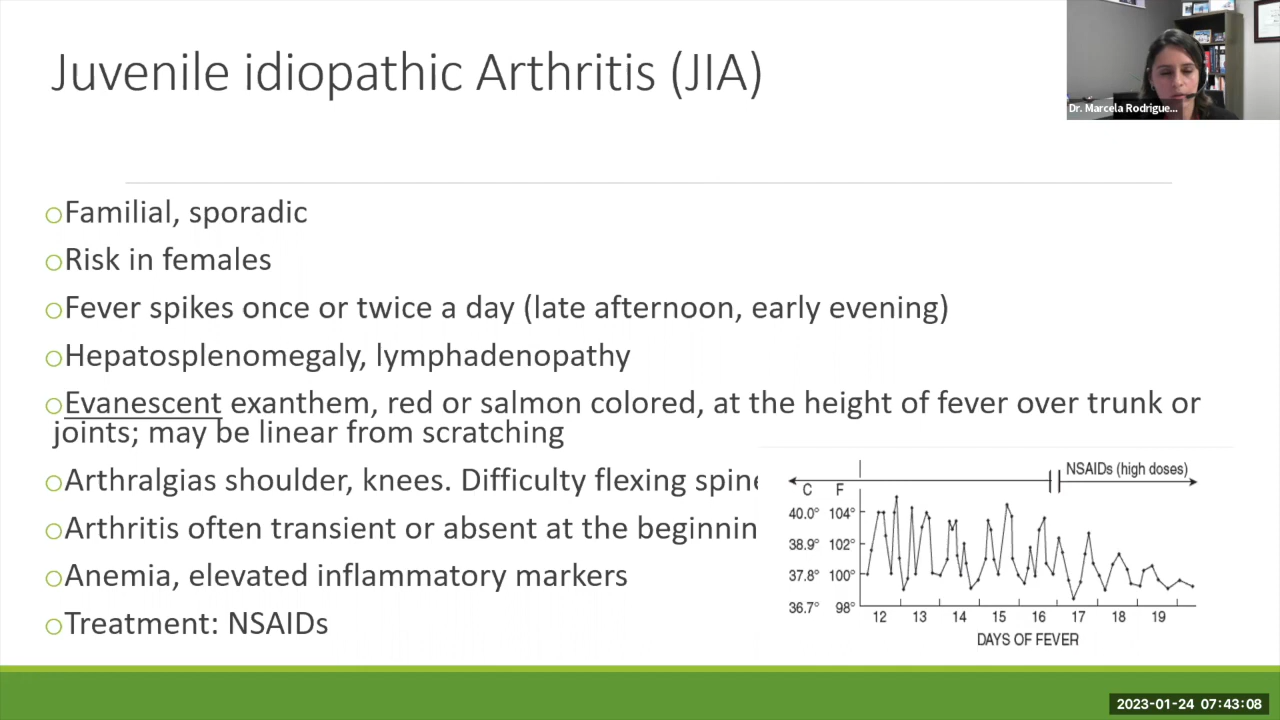 Juvenile idiopathic Arthritis (JIA)
Dr. Marcela Rodrigue...
Familial, sporadic
Risk in females
Fever spikes once or twice a day (late afternoon, early evening)
Hepatosplenomegaly, lymphadenopathy
Evanescent exanthem, red or salmon colored, at the height of fever over trunk or
joints; may be linear from scratching
Arthralgias shoulder, knees. Difficulty flexing spine
Arthritis often transient or absent at the beginnin
Anemia, elevated inflammatory markers
Treatment: NSAIDs
NSAIDs (high doses)
C F
40.0° 104°
38.9° 102°
37.8° 100°
36.7° 98°
12 13 14 15 16 17 18 19
DAYS OF FEVER
2023-01-24 07:43:08